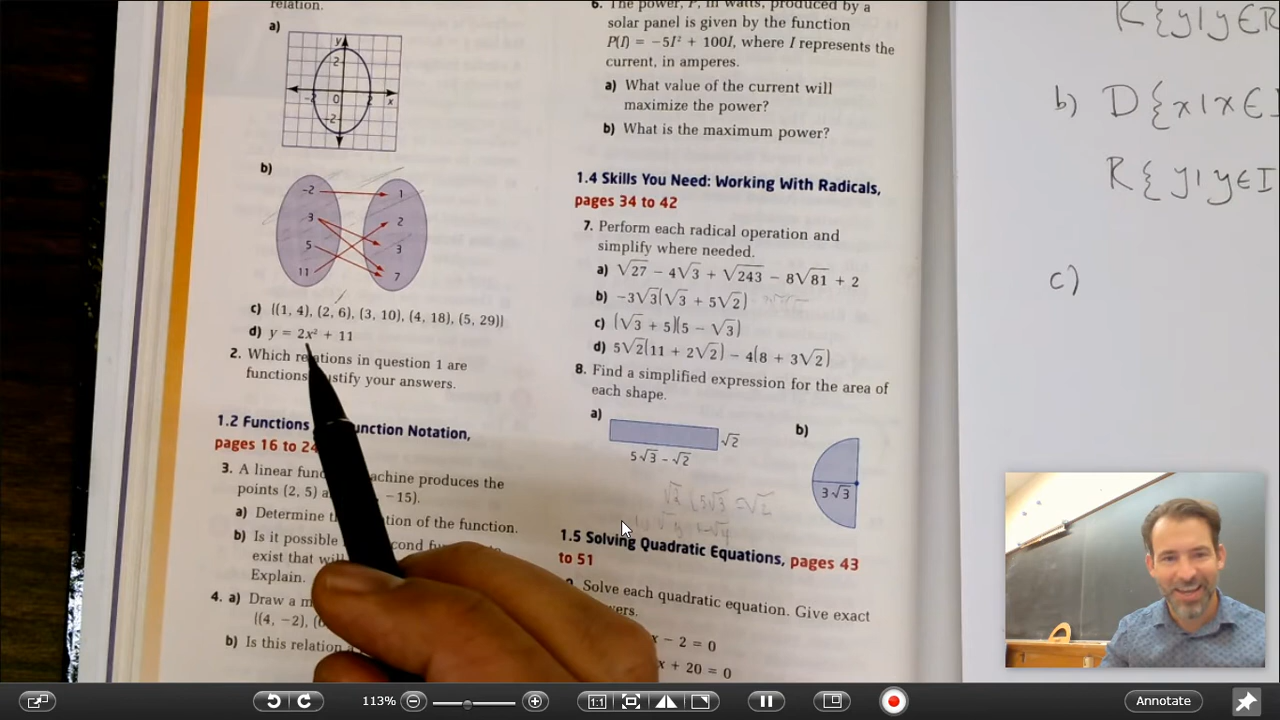 relation.
a)
y
2
-2 0 2 x
-2
b)
-2 1
3 2
5 3
11 7
c) {(1, 4), (2, 6), (3, 10), (4, 18), (5, 29)}
d) y = 2x² + 11
2. Which relations in question 1 are
functions? Justify your answers.
1.2 Functions and Function Notation,
pages 16 to 24
3. A linear function machine produces the
points (2, 5) and −15).
a) Determine the equation of the function.
b) Is it possible second function to
exist that will
Explain.
4. a) Draw a
{(4, −2),
b) Is this relation
6. The power, P, in watts, produced by a
solar panel is given by the function
P(I) = −5I² + 100I, where I represents the
current, in amperes.
a) What value of the current will
maximize the power?
b) What is the maximum power?
1.4 Skills You Need: Working With Radicals,
pages 34 to 42
7. Perform each radical operation and
simplify where needed.
a) √27 − 4√3 + √243 − 8√81 + 2
b) −3√3(√3 + 5√2)
c) (√3 + 5)(5 − √3)
d) 5√2(11 + 2√2) − 4(8 + 3√2)
8. Find a simplified expression for the area of
each shape.
a)
√2
5√3 − √2
b)
3√3
1.5 Solving Quadratic Equations, pages 43
to 51
Solve each quadratic equation. Give exact
x − 2 = 0
x + 20 = 0
R{y|y∈R
b) D{x|x∈I
R{y|y∈I
c)
113%
1:1
Annotate